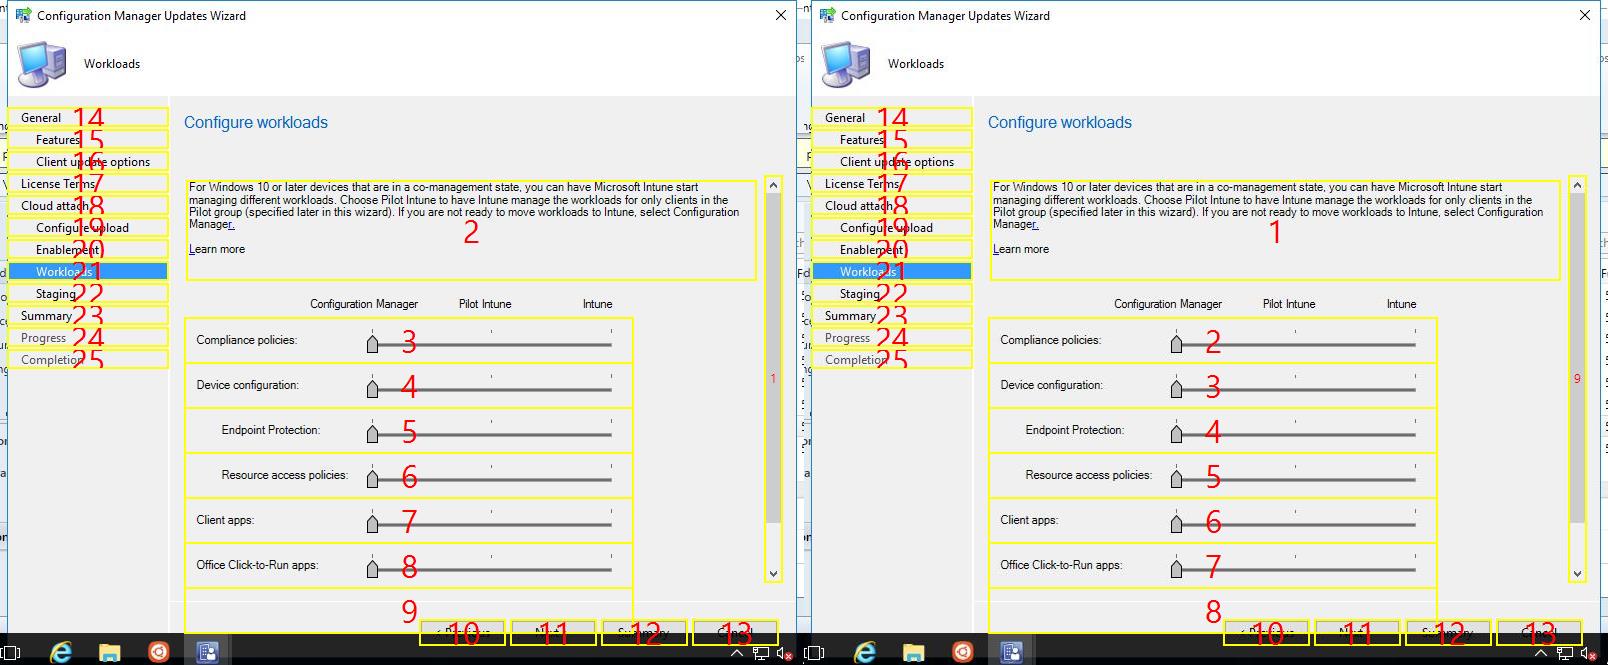 Configuration Manager Updates Wizard
Workloads
General 14
Features 15
Client update options 16
License Terms 17
Cloud attach 18
Configure upload 19
Enablement 20
Workloads 21
Staging 22
Summary 23
Progress 24
Completion 25
Configure workloads
For Windows 10 or later devices that are in a co-management state, you can have Microsoft Intune start
managing different workloads. Choose Pilot Intune to have Intune manage the workloads for only clients in the
Pilot group (specified later in this wizard). If you are not ready to move workloads to Intune, select Configuration
Manager.
2
Learn more
Configuration Manager Pilot Intune Intune
Compliance policies: 3
1
Device configuration: 4
Endpoint Protection: 5
Resource access policies: 6
Client apps: 7
Office Click-to-Run apps: 8
9
< Previous 10 Next 11 Summary 12 Cancel 13
Configuration Manager Updates Wizard
Workloads
General 14
Features 15
Client update options 16
License Terms 17
Cloud attach 18
Configure upload 19
Enablement 20
Workloads 21
Staging 22
Summary 23
Progress 24
Completion 25
Configure workloads
For Windows 10 or later devices that are in a co-management state, you can have Microsoft Intune start
managing different workloads. Choose Pilot Intune to have Intune manage the workloads for only clients in the
Pilot group (specified later in this wizard). If you are not ready to move workloads to Intune, select Configuration
Manager.
1
Learn more
Configuration Manager Pilot Intune Intune
Compliance policies: 2
9
Device configuration: 3
Endpoint Protection: 4
Resource access policies: 5
Client apps: 6
Office Click-to-Run apps: 7
8
< Previous 10 Next 11 Summary 12 Cancel 13